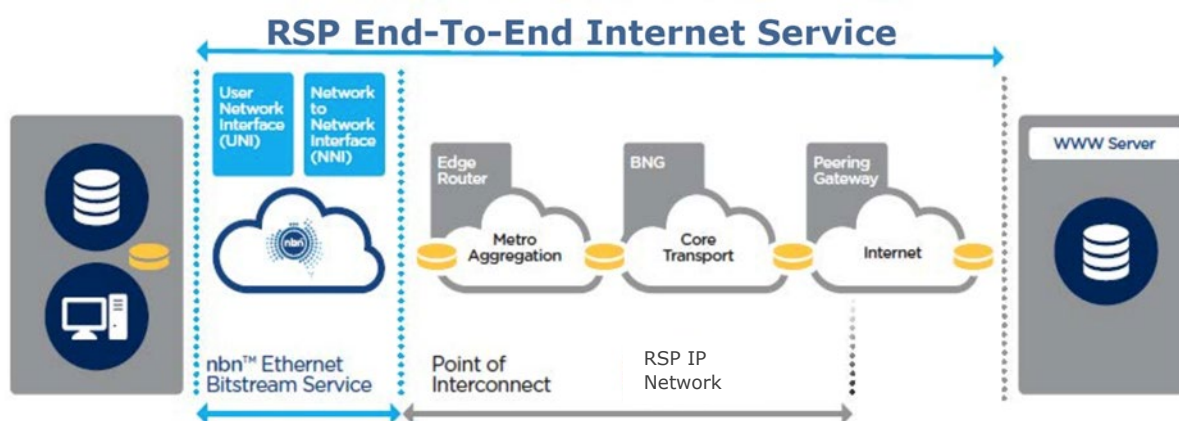 RSP End-To-End Internet Service
User
Network
Interface
(UNI)
Network
to
Network
Interface
(NNI)
Edge
Router
BNG
Peering
Gateway
WWW Server
nbn
Metro
Aggregation
Core
Transport
Internet
nbn™ Ethernet
Bitstream Service
Point of
Interconnect
RSP IP
Network